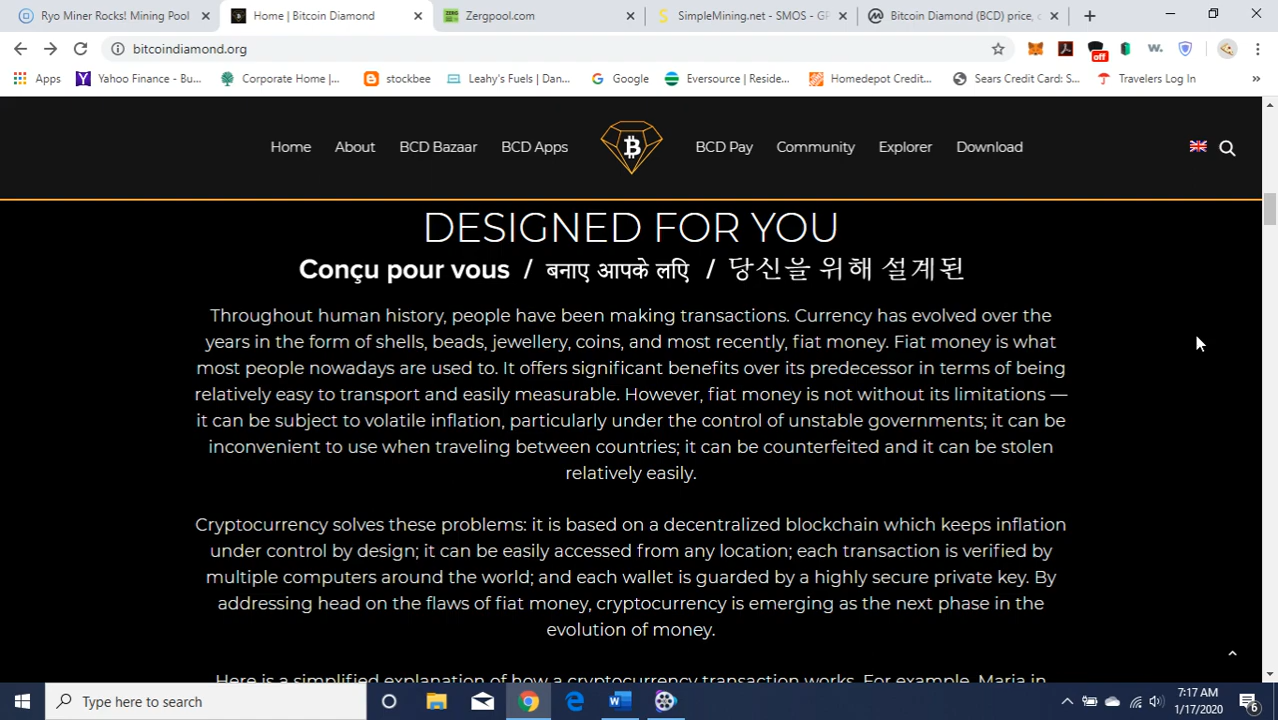 Ryo Miner Rocks! Mining Pool
Home | Bitcoin Diamond
Zergpool.com
SimpleMining.net - SMOS - GP
Bitcoin Diamond (BCD) price, c
bitcoindiamond.org
off
Apps
Yahoo Finance - Bu...
Corporate Home |...
stockbee
Leahy's Fuels | Dan...
Google
Eversource | Reside...
Homedepot Credit...
Sears Credit Card: S...
Travelers Log In
Home
About
BCD Bazaar
BCD Apps
BCD Pay
Community
Explorer
Download
DESIGNED FOR YOU
Conçu pour vous / बनाए आपके लिए / 당신을 위해 설계된
Throughout human history, people have been making transactions. Currency has evolved over the
years in the form of shells, beads, jewellery, coins, and most recently, fiat money. Fiat money is what
most people nowadays are used to. It offers significant benefits over its predecessor in terms of being
relatively easy to transport and easily measurable. However, fiat money is not without its limitations —
it can be subject to volatile inflation, particularly under the control of unstable governments; it can be
inconvenient to use when traveling between countries; it can be counterfeited and it can be stolen
relatively easily.
Cryptocurrency solves these problems: it is based on a decentralized blockchain which keeps inflation
under control by design; it can be easily accessed from any location; each transaction is verified by
multiple computers around the world; and each wallet is guarded by a highly secure private key. By
addressing head on the flaws of fiat money, cryptocurrency is emerging as the next phase in the
evolution of money.
Here is a simplified explanation of how a cryptocurrency transaction works. For example, Maria in
Type here to search
7:17 AM
1/17/2020
6